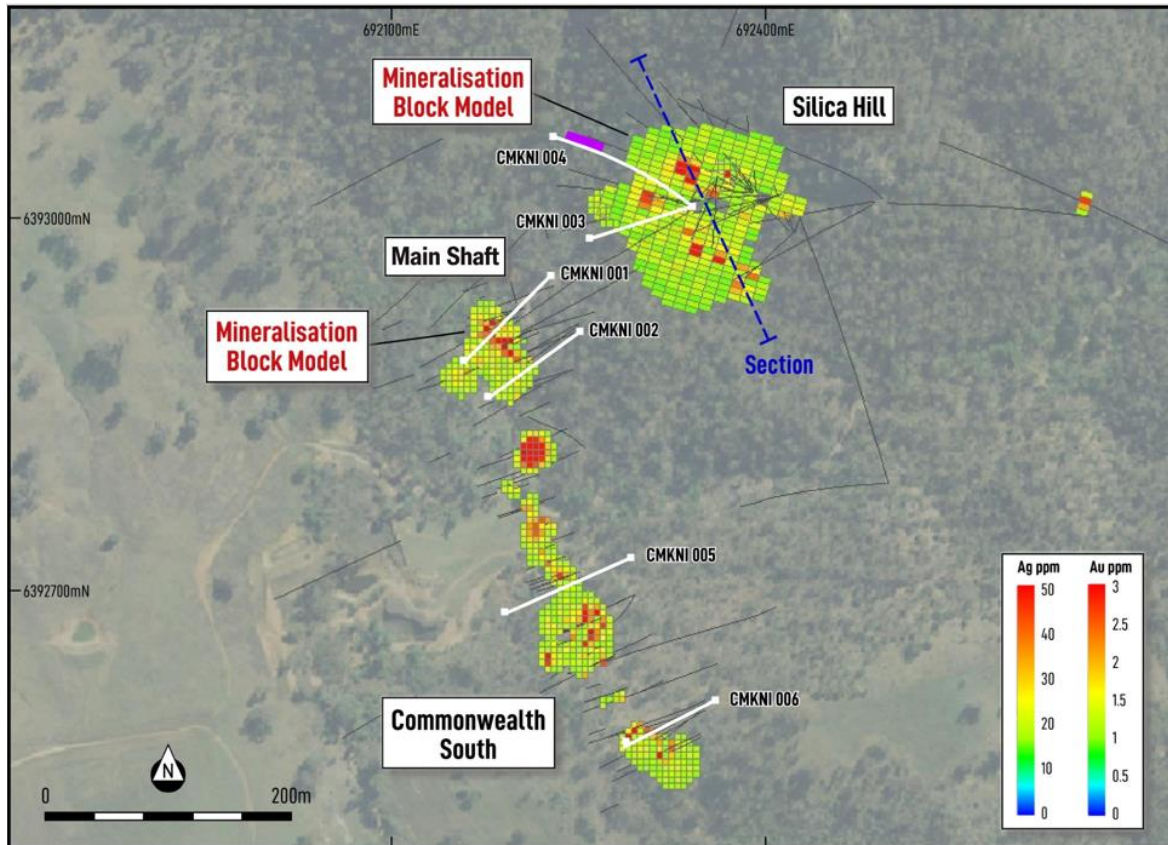 692100mE
692400mE
Mineralisation
Block Model
Silica Hill
CMKNI 004
6393000mN
CMKNI 003
Main Shaft
CMKNI 001
Mineralisation
Block Model
CMKNI 002
Section
CMKNI 005
6392700mN
CMKNI 006
Commonwealth
South
N
0 200m
Ag ppm Au ppm
50 3
2.5
40
2
30
1.5
20
1
10
0.5
0 0